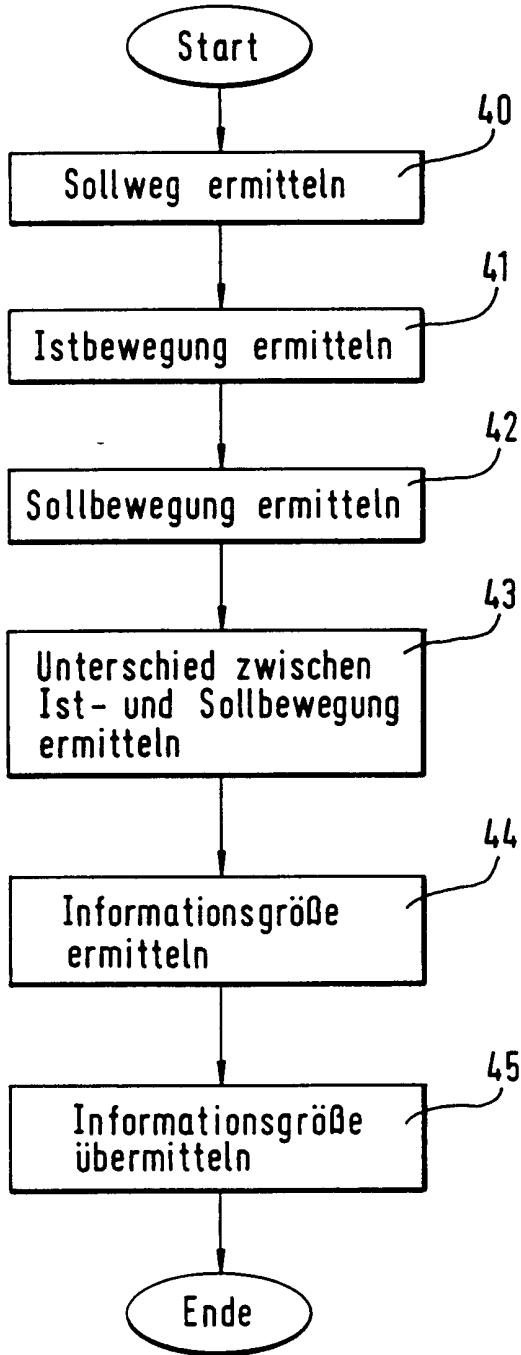 Start
40
Sollweg ermitteln
41
Istbewegung ermitteln
42
Sollbewegung ermitteln
43
Unterschied zwischen
Ist- und Sollbewegung
ermitteln
44
Informationsgröße
ermitteln
45
Informationsgröße
übermitteln
Ende